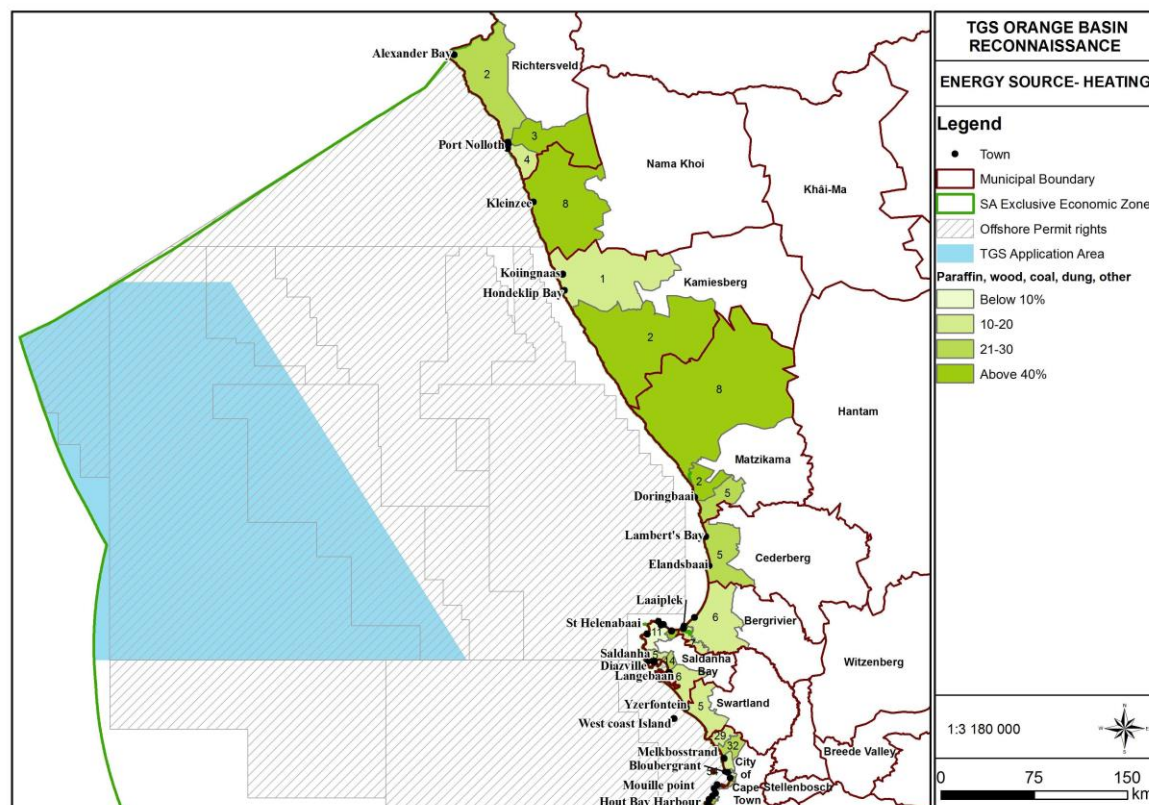 TGS ORANGE BASIN
RECONNAISSANCE
ENERGY SOURCE- HEATING
Legend
Town
Municipal Boundary
SA Exclusive Economic Zone
Offshore Permit rights
TGS Application Area
Paraffin, wood, coal, dung, other
Below 10%
10-20
21-30
Above 40%
1:3 180 000
N
W
E
S
0 75 150
km
Alexander Bay
2
Richtersveld
Port Nolloth
3
4
Nama Khoi
Khâi-Ma
Kleinzee
8
Koiingnaas
1
Kamiesberg
Hondeklip Bay
2
8
Hantam
Matzikama
2
5
Doringbaai
Lambert's Bay
5
Cederberg
Elandsbaai
Laaiplek
6
Bergrivier
St Helenabaai
11
Witzenberg
Saldanha
5
4
Saldanha
Bay
Diazville
Langebaan
6
Swartland
Yzerfontein
5
West coast Island
29
32
Melkbosstrand
Breede Valley
Bloubergrant
City
of
Cape
Town
Stellenbosch
Mouille point
Hout Bay Harbour